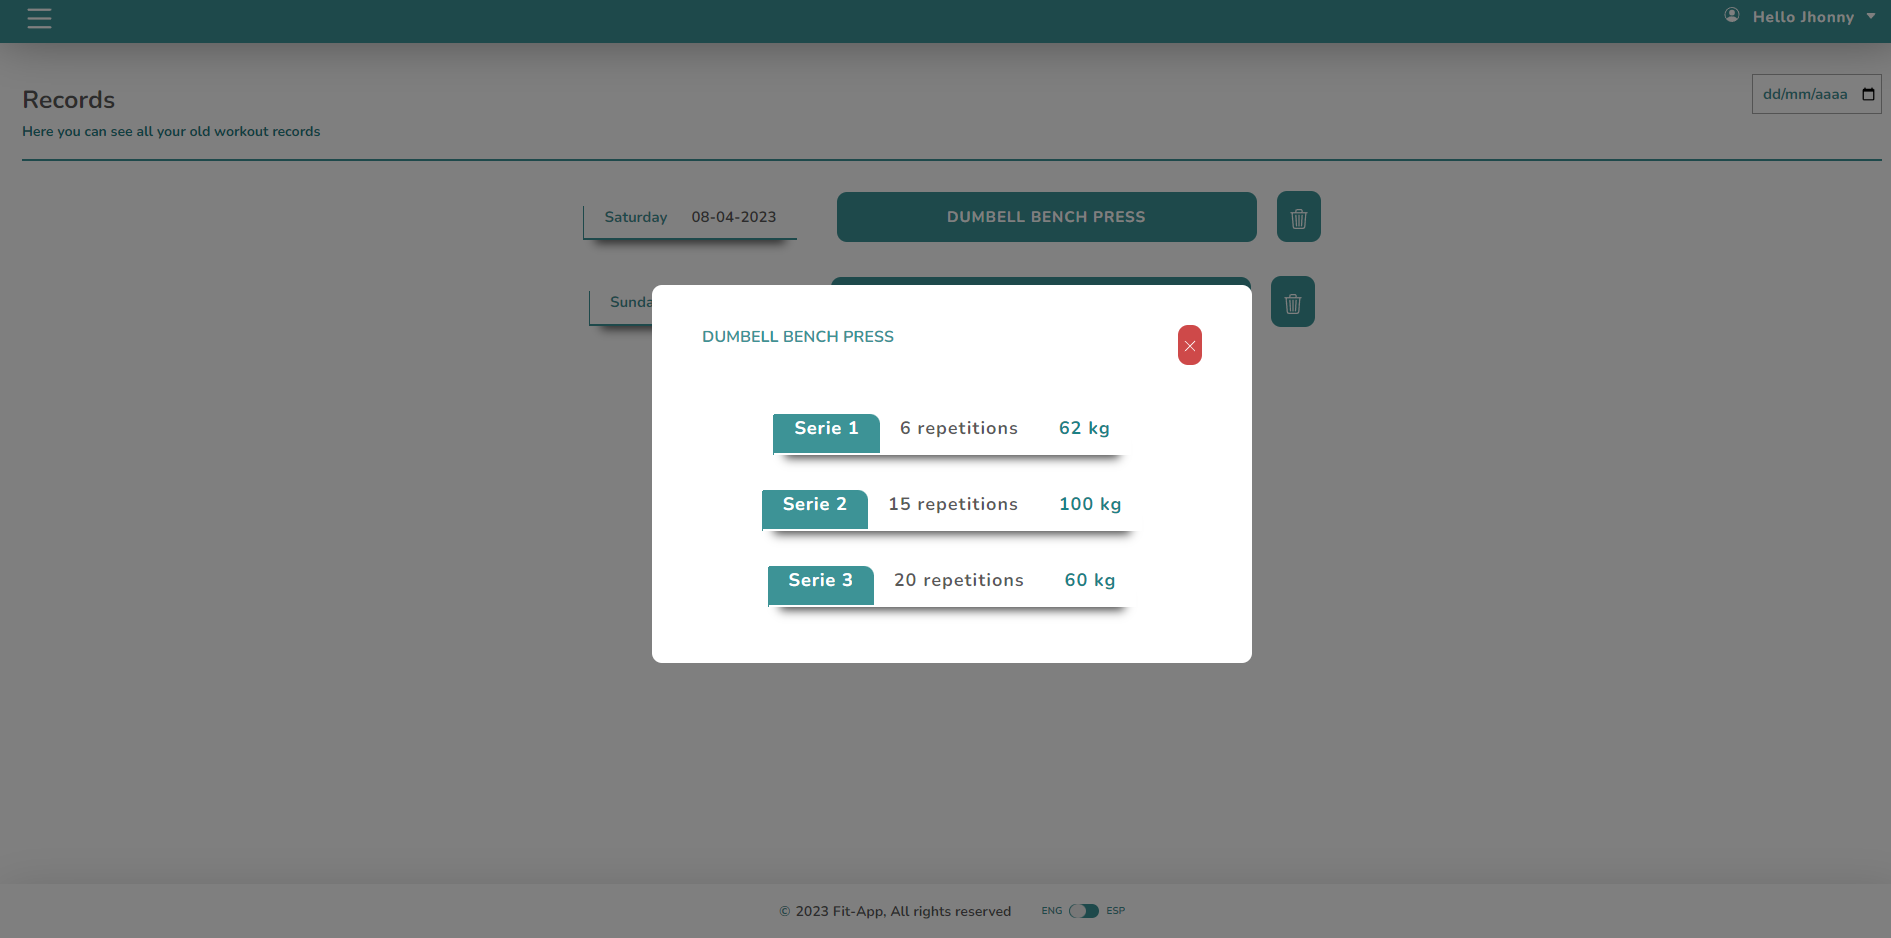 Hello Jhonny
Records
dd/mm/aaaa
Here you can see all your old workout records
Saturday 08-04-2023 DUMBELL BENCH PRESS
DUMBELL BENCH PRESS
Serie 1 6 repetitions 62 kg
Serie 2 15 repetitions 100 kg
Serie 3 20 repetitions 60 kg
© 2023 Fit-App, All rights reserved ENG ESP